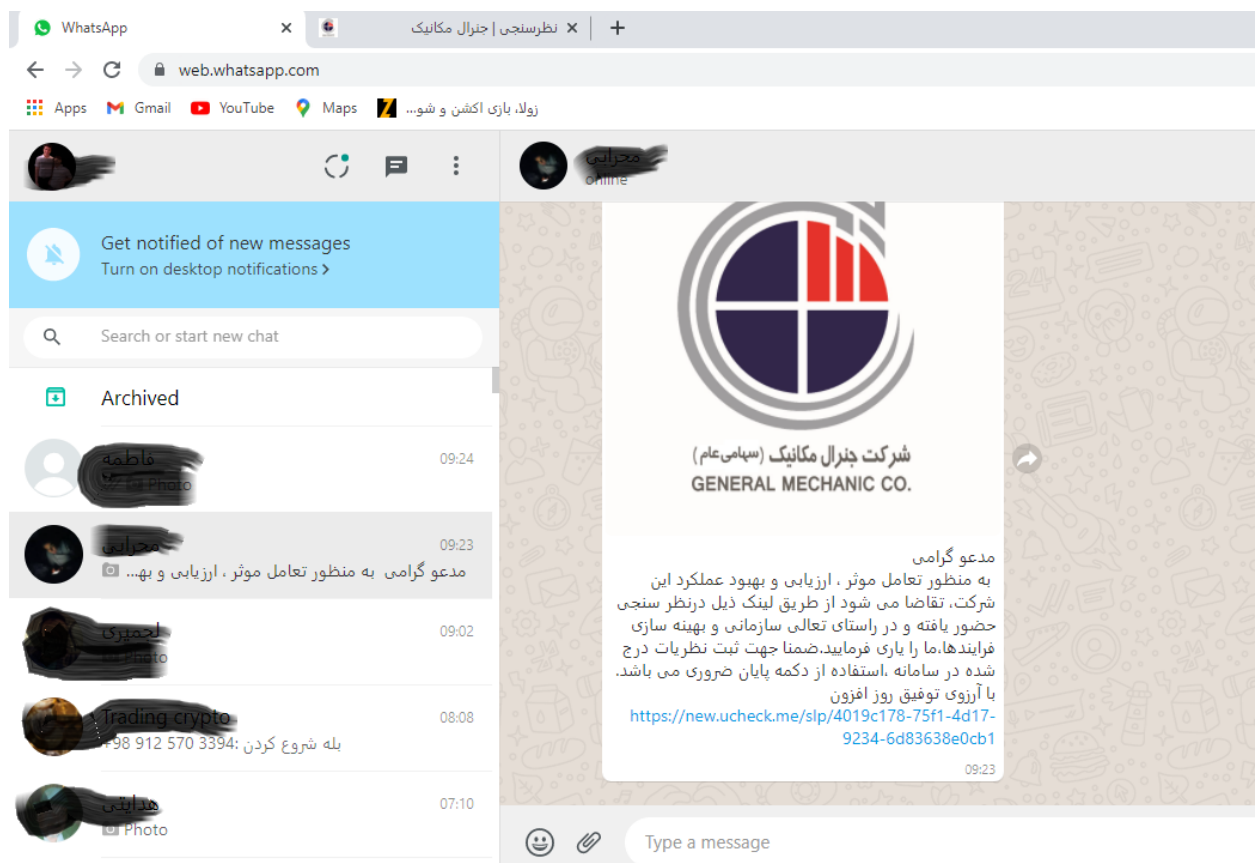 WhatsApp
نظرسنجی | جنرال مکانیک
web.whatsapp.com
Apps
Gmail
YouTube
Maps
زولا، بازی اکشن و شو...
محرابی
online
Get notified of new messages
Turn on desktop notifications >
Search or start new chat
Archived
فاطمه
09:24
Photo
محرابی
09:23
مدعو گرامی به منظور تعامل موثر ، ارزیابی و به...
لحمیری
09:02
Photo
Trading crypto
08:08
+98 912 570 3394: بله شروع کردن
هدایتی
07:10
Photo
شرکت جنرال مکانیک (سهامی عام)
GENERAL MECHANIC CO.
مدعو گرامی
به منظور تعامل موثر ، ارزیابی و بهبود عملکرد این
شرکت، تقاضا می شود از طریق لینک ذیل درنظر سنجی
حضور یافته و در راستای تعالی سازمانی و بهینه سازی
فرایندها،ما را یاری فرمایید.ضمنا جهت ثبت نظریات درج
شده در سامانه ،استفاده از دکمه پایان ضروری می باشد.
با آرزوی توفیق روز افزون
https://new.ucheck.me/slp/4019c178-75f1-4d17-
9234-6d83638e0cb1
09:23
Type a message